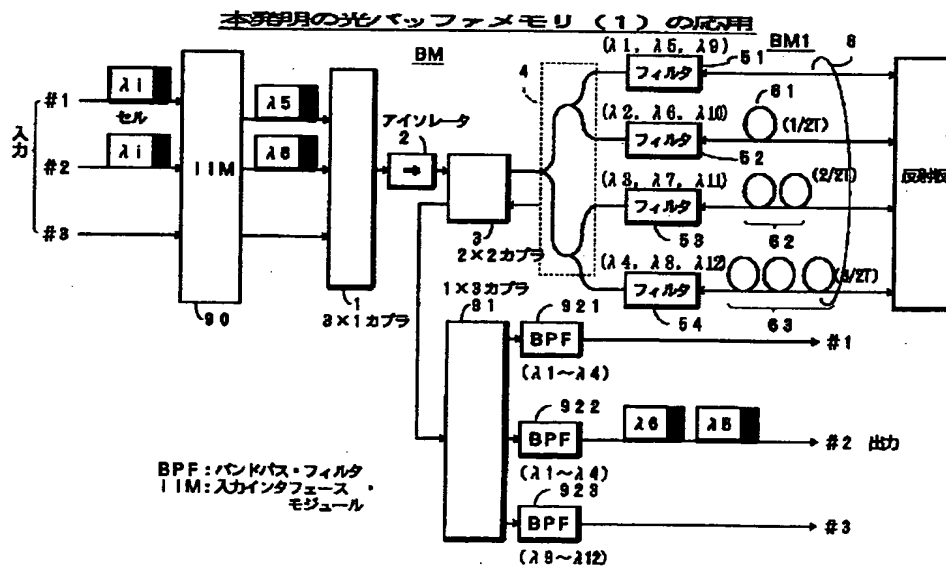 本発明の光バッファメモリ(1)の応用
BM
BM1
8
(λ1, λ5, λ9)
51
フィルタ
4
λi
セル
#1
λ5
アイソレータ
2
61
(λ2, λ6, λ10)
フィルタ
52
(1/2T)
入力
#2
λi
IIM
λ6
反射板
(λ3, λ7, λ11)
フィルタ
53
(2/2T)
62
#3
3
2×2カプラ
(λ4, λ8, λ12)
フィルタ
54
(3/2T)
63
90
1
3×1カプラ
1×3カプラ
81
921
BPF
#1
(λ1~λ4)
922
BPF
λ6
λ5
#2 出力
(λ1~λ4)
923
BPF
#3
(λ9~λ12)
BPF:バンドパス・フィルタ
IIM:入力インタフェース・
モジュール